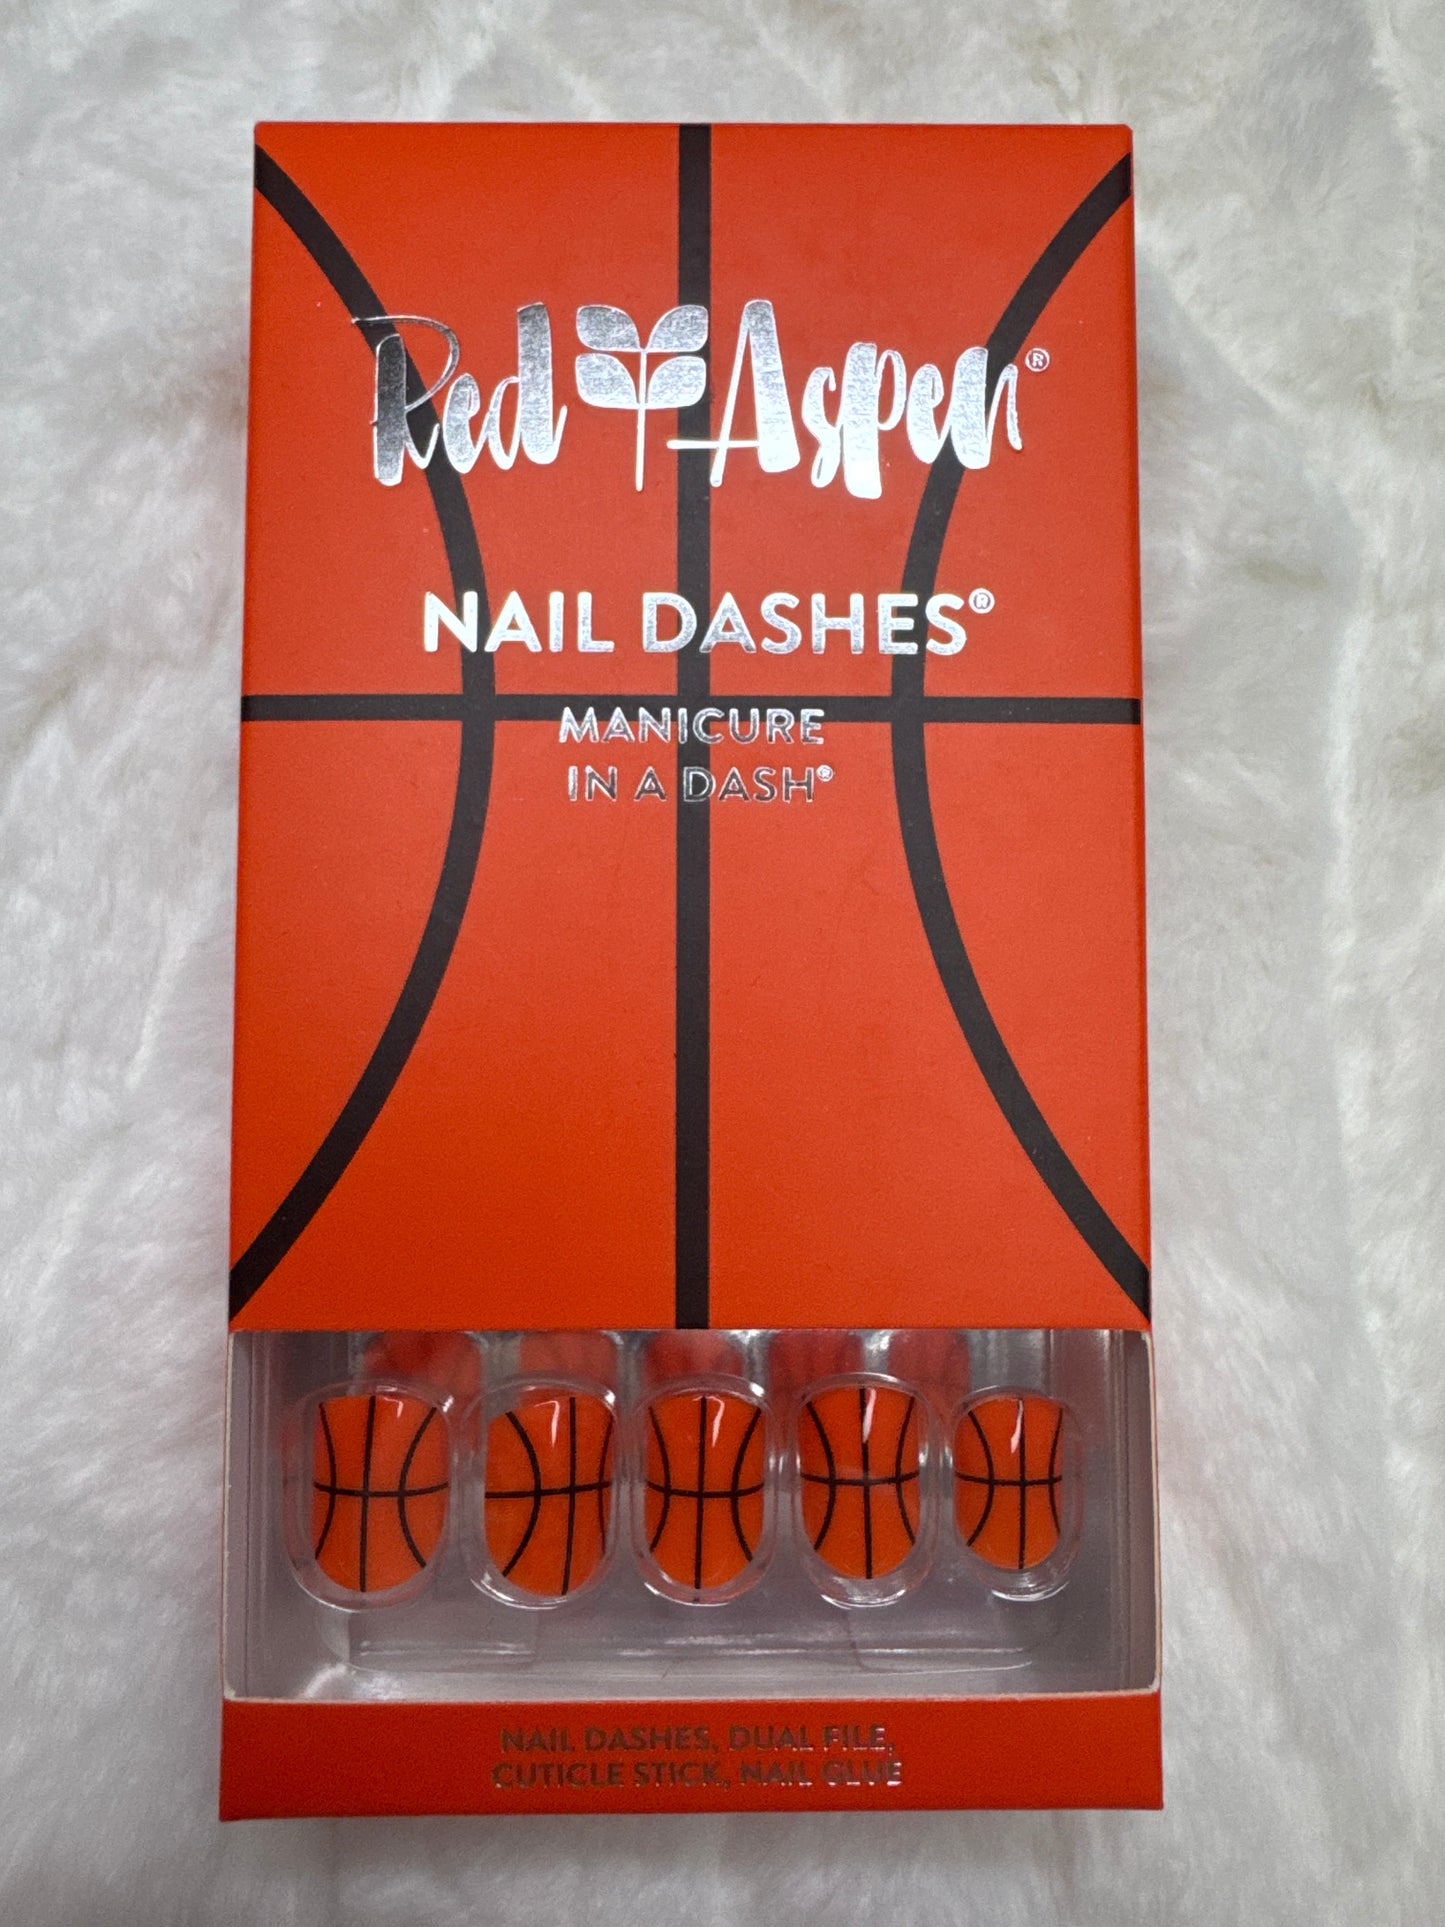 Red Aspen®
NAIL DASHES®
MANICURE
IN A DASH®
NAIL DASHES, DUAL FILE,
CUTICLE STICK, NAIL GLUE